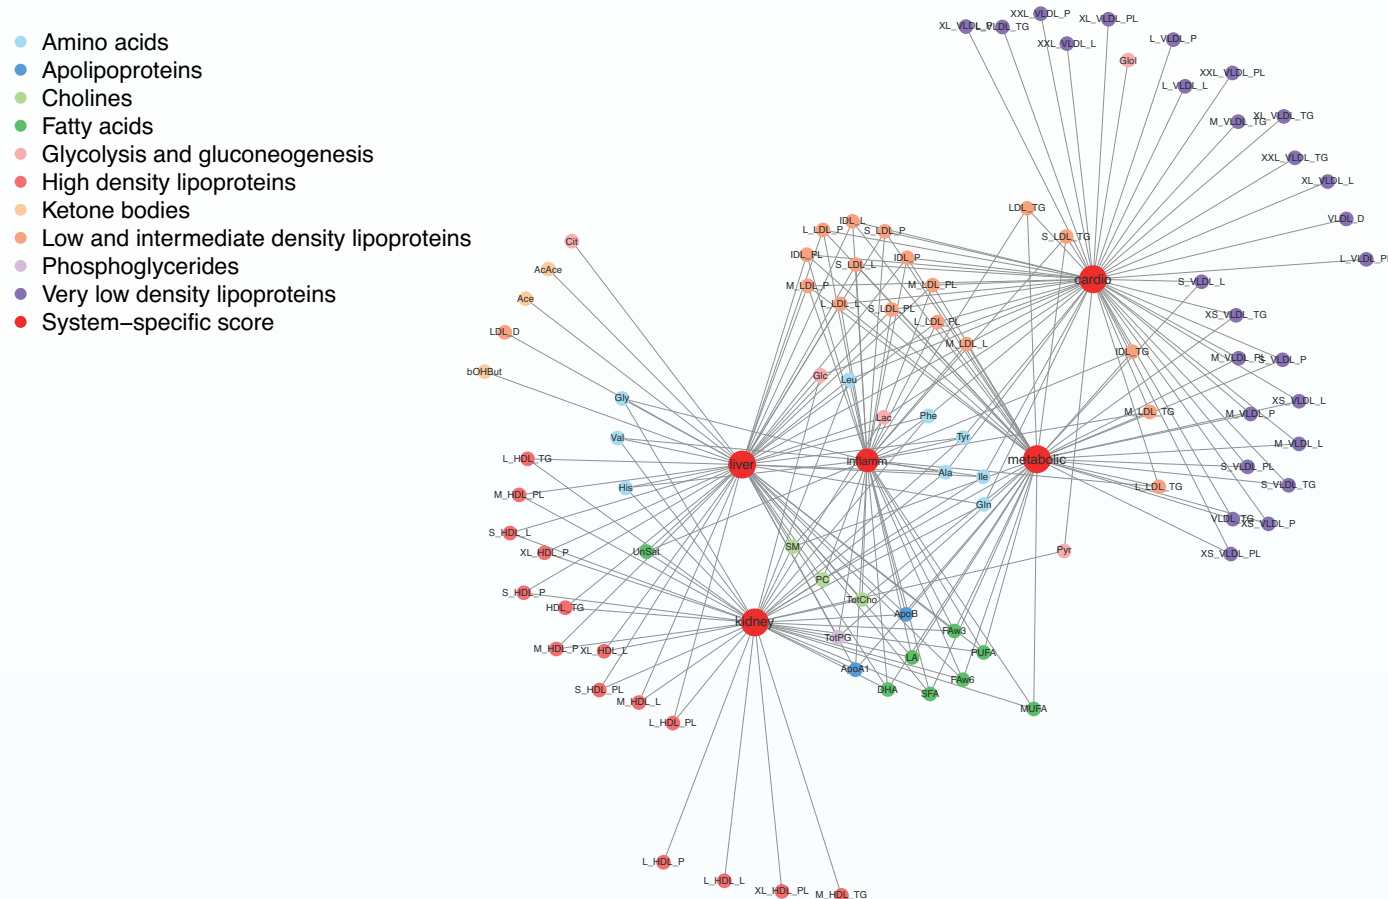 Amino acids
Apolipoproteins
Cholines
Fatty acids
Glycolysis and gluconeogenesis
High density lipoproteins
Ketone bodies
Low and intermediate density lipoproteins
Phosphoglycerides
Very low density lipoproteins
System−specific score
XXL_VLDL_P
XL_VLDL_PL
XL_VLDL_P
L_VLDL_TG
XXL_VLDL_L
L_VLDL_P
Glol
XXL_VLDL_PL
L_VLDL_L
M_VLDL_TG
XL_VLDL_TG
XXL_VLDL_TG
XL_VLDL_L
VLDL_D
L_VLDL_PL
LDL_TG
S_LDL_TG
IDL_L
L_LDL_P
S_LDL_P
Cit
IDL_PL
S_LDL_L
IDL_P
AcAce
M_LDL_P
M_LDL_PL
cardio
S_VLDL_L
Ace
L_LDL_L
S_LDL_PL
L_LDL_PL
XS_VLDL_TG
LDL_D
M_LDL_L
IDL_TG
M_VLDL_PL
S_VLDL_P
bOHBut
Glc
Leu
Gly
XS_VLDL_L
Lac
Phe
M_LDL_TG
M_VLDL_P
Val
Tyr
M_VLDL_L
L_HDL_TG
liver
inflamm
metabolic
S_VLDL_PL
Ala
Ile
His
L_LDL_TG
S_VLDL_TG
M_HDL_PL
Gln
VLDL_TG
XS_VLDL_P
S_HDL_L
XL_HDL_P
UnSat
SM
Pyr
XS_VLDL_PL
PC
S_HDL_P
TotCho
HDL_TG
ApoB
kidney
FAw3
TotPG
M_HDL_P
XL_HDL_L
LA
PUFA
ApoA1
FAw6
S_HDL_PL
DHA
SFA
M_HDL_L
MUFA
L_HDL_PL
L_HDL_P
L_HDL_L
XL_HDL_PL
M_HDL_TG